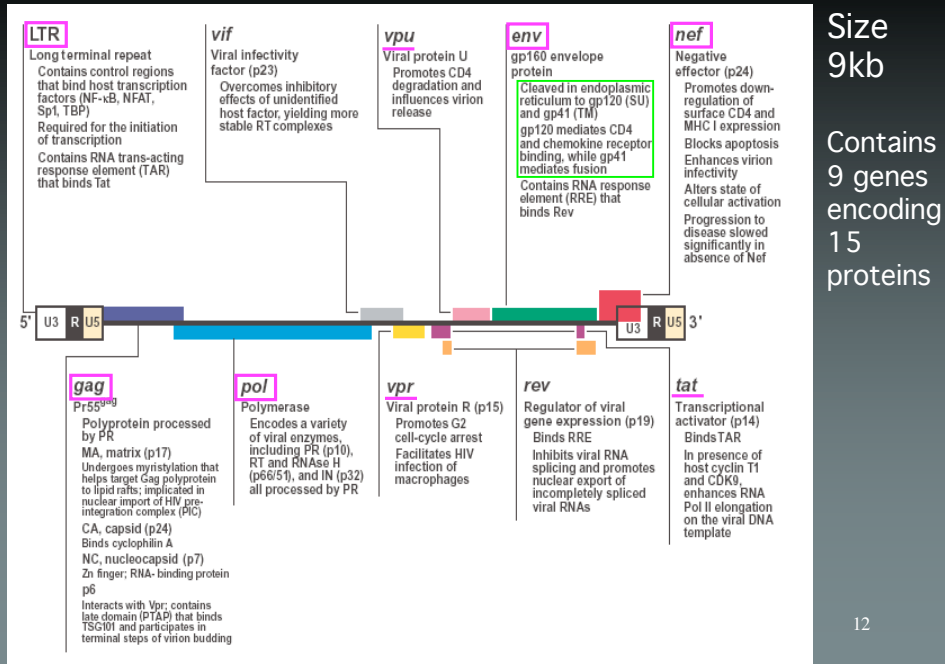 LTR
Long terminal repeat
Contains control regions
that bind host transcription
factors (NF-κB, NFAT,
Sp1, TBP)
Required for the initiation
of transcription
Contains RNA trans-acting
response element (TAR)
that binds Tat
vif
Viral infectivity
factor (p23)
Overcomes inhibitory
effects of unidentified
host factor, yielding more
stable RT complexes
vpu
Viral protein U
Promotes CD4
degradation and
influences virion
release
env
gp160 envelope
protein
Cleaved in endoplasmic
reticulum to gp120 (SU)
and gp41 (TM)
gp120 mediates CD4
and chemokine receptor
binding, while gp41
mediates fusion
Contains RNA response
element (RRE) that
binds Rev
nef
Negative
effector (p24)
Promotes down-
regulation of
surface CD4 and
MHC I expression
Blocks apoptosis
Enhances virion
infectivity
Alters state of
cellular activation
Progression to
disease slowed
significantly in
absence of Nef
Size
9kb
Contains
9 genes
encoding
15
proteins
5' U3 R U5 U3 R U5 3'
gag
Pr55gag
Polyprotein processed
by PR
MA, matrix (p17)
Undergoes myristylation that
helps target Gag polyprotein
to lipid rafts; implicated in
nuclear import of HIV pre-
integration complex (PIC)
CA, capsid (p24)
Binds cyclophilin A
NC, nucleocapsid (p7)
Zn finger; RNA- binding protein
p6
Interacts with Vpr; contains
late domain (PTAP) that binds
TSG101 and participates in
terminal steps of virion budding
pol
Polymerase
Encodes a variety
of viral enzymes,
including PR (p10),
RT and RNAse H
(p66/51), and IN (p32)
all processed by PR
vpr
Viral protein R (p15)
Promotes G2
cell-cycle arrest
Facilitates HIV
infection of
macrophages
rev
Regulator of viral
gene expression (p19)
Binds RRE
Inhibits viral RNA
splicing and promotes
nuclear export of
incompletely spliced
viral RNAs
tat
Transcriptional
activator (p14)
Binds TAR
In presence of
host cyclin T1
and CDK9,
enhances RNA
Pol II elongation
on the viral DNA
template
12